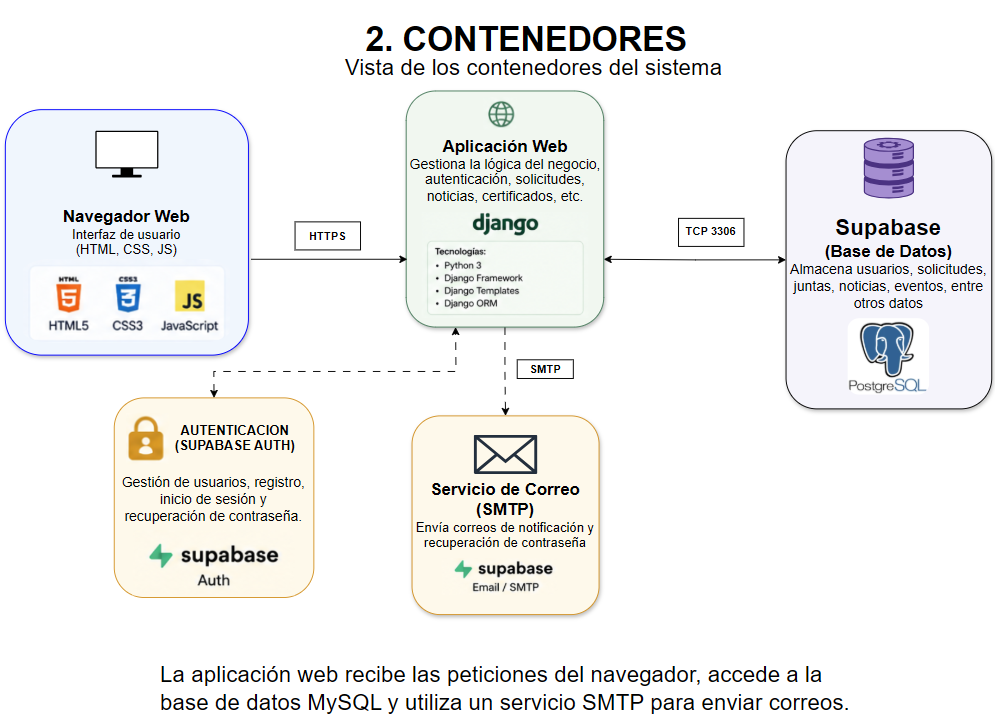 2. CONTENEDORES
Vista de los contenedores del sistema
Navegador Web
Interfaz de usuario
(HTML, CSS, JS)
HTML
5
HTML5
CSS3
3
CSS3
JS
JavaScript
HTTPS
Aplicación Web
Gestiona la lógica del negocio,
autenticación, solicitudes,
noticias, certificados, etc.
django
Tecnologías:
• Python 3
• Django Framework
• Django Templates
• Django ORM
TCP 3306
Supabase
(Base de Datos)
Almacena usuarios, solicitudes,
juntas, noticias, eventos, entre
otros datos
PostgreSQL
SMTP
AUTENTICACION
(SUPABASE AUTH)
Gestión de usuarios, registro,
inicio de sesión y
recuperación de contraseña.
supabase
Auth
Servicio de Correo
(SMTP)
Envía correos de notificación y
recuperación de contraseña
supabase
Email / SMTP
La aplicación web recibe las peticiones del navegador, accede a la
base de datos MySQL y utiliza un servicio SMTP para enviar correos.